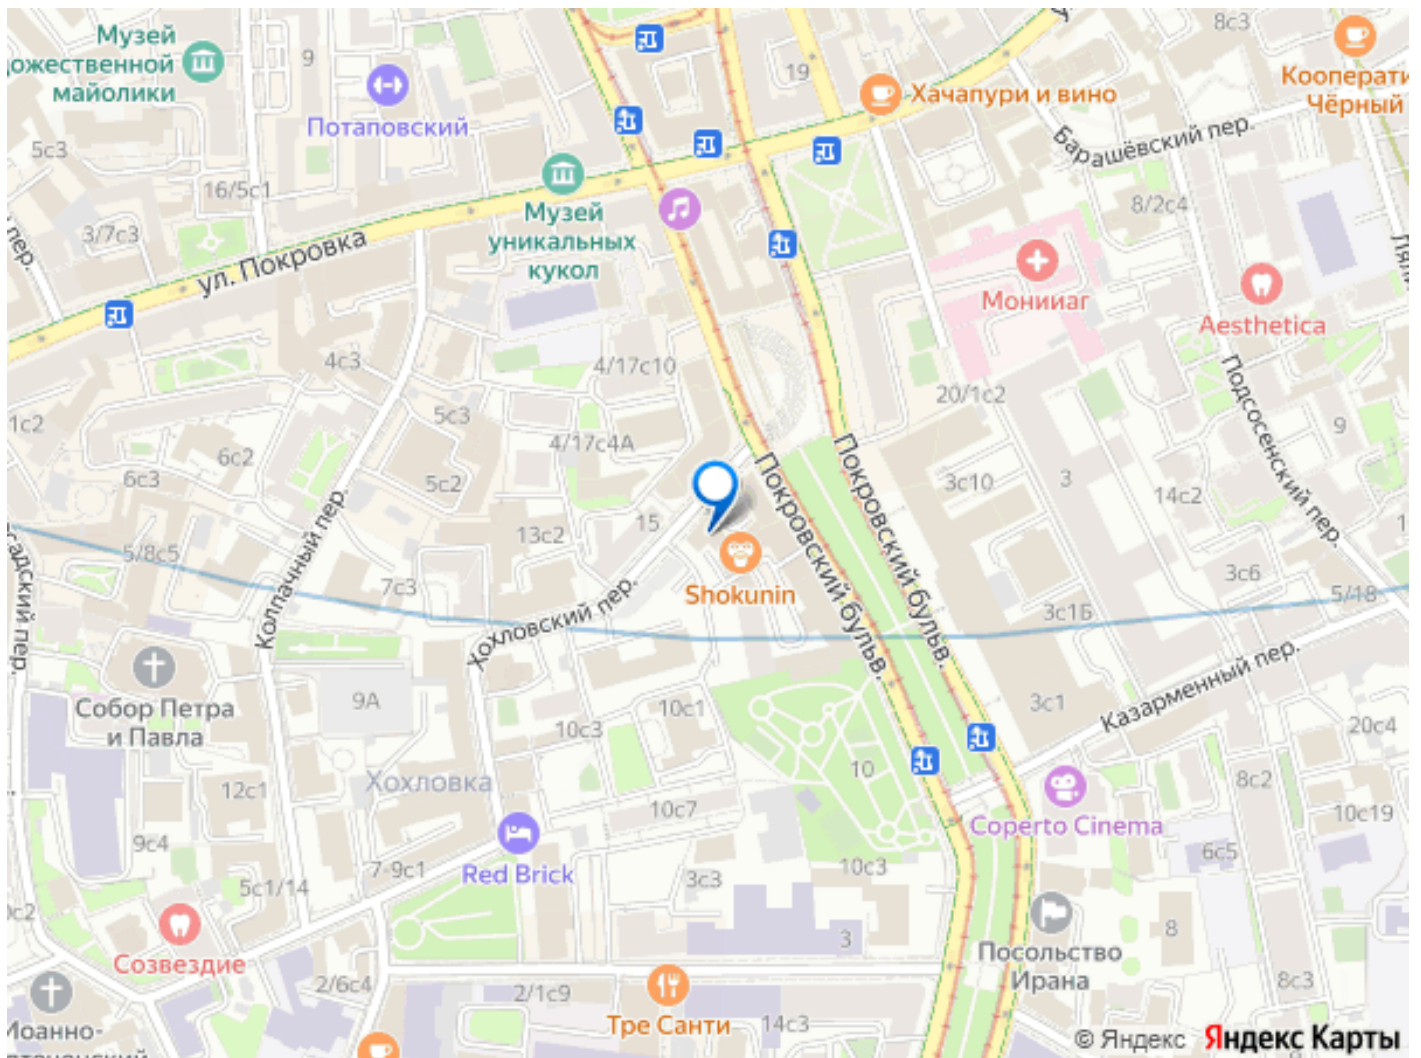 Музей
ожественной
майолики
9
Потаповский
19
8с3
Кооперати
Чёрный
Хачапури и вино
Барашёвский пер.
5с3
16/5с1
3/7с3
пер.
ул. Покровка
Музей
уникальных
кукол
8/2с4
Мониаг
Aesthetica
Ляли
4с3
4/17с10
20/1с2
Подсосенский пер.
1с2
5с3
9
6с2
4/17с4А
6с3
5с2
3с10
3
14с2
Покровский бульв.
Покровский бульв.
15
13с2
адский пер.
5/8с5
Колпачный пер.
7с3
Shokunin
Хохловский пер.
3с6
5/18
3с1Б
Казарменный пер.
Собор Петра
и Павла
9А
10с1
10с3
3с1
20с4
Хохловка
10
8с2
12с1
10с7
Coperto Cinema
10с19
9с4
7-9с1
Red Brick
3с3
10с3
6с5
5с1/14
с2
Созвездие
3
8
Посольство
Ирана
2/6с4
2/1с9
8с3
Тре Санти
14с3
Иоанно-
© Яндекс Яндекс Карты